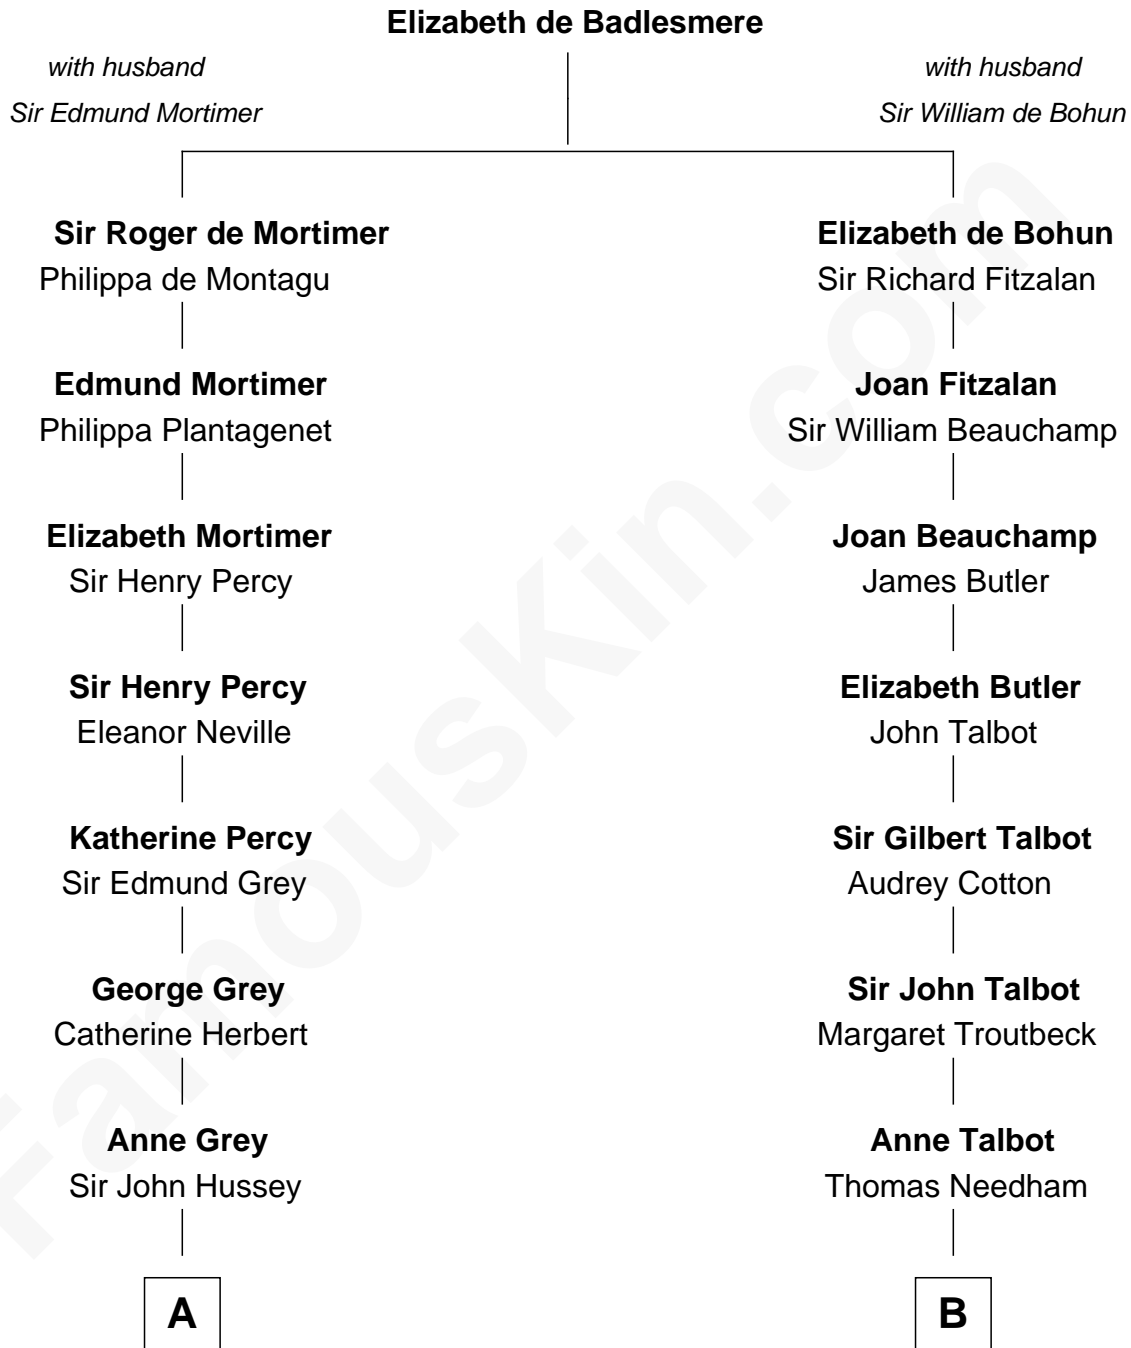 Elizabeth de Badlesmere
with husband
Sir Edmund Mortimer
with husband
Sir William de Bohun
Sir Roger de Mortimer
Philippa de Montagu
Elizabeth de Bohun
Sir Richard Fitzalan
Edmund Mortimer
Philippa Plantagenet
Joan Fitzalan
Sir William Beauchamp
Elizabeth Mortimer
Sir Henry Percy
Joan Beauchamp
James Butler
Sir Henry Percy
Eleanor Neville
Elizabeth Butler
John Talbot
Katherine Percy
Sir Edmund Grey
Sir Gilbert Talbot
Audrey Cotton
George Grey
Catherine Herbert
Sir John Talbot
Margaret Troutbeck
Anne Grey
Sir John Hussey
Anne Talbot
Thomas Needham
A
B
FamousKin.com